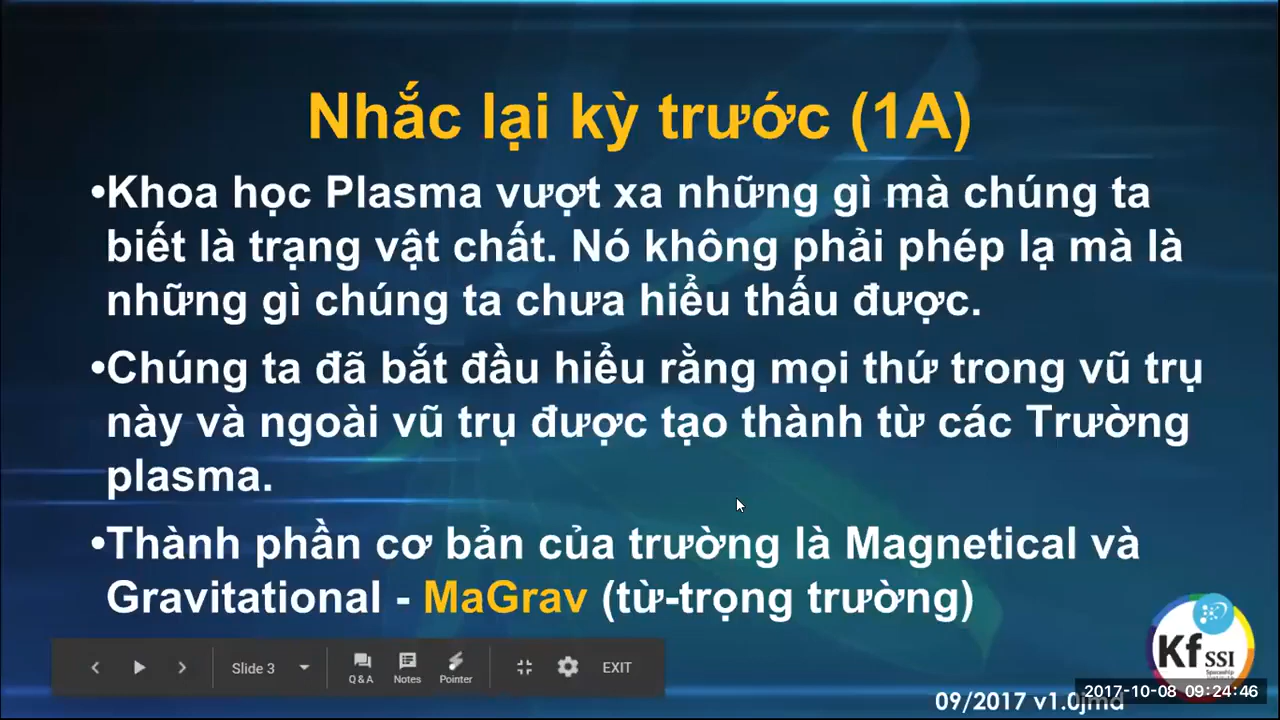 Nhắc lại kỳ trước (1A)
•Khoa học Plasma vượt xa những gì mà chúng ta
biết là trạng vật chất. Nó không phải phép lạ mà là
những gì chúng ta chưa hiểu thấu được.
•Chúng ta đã bắt đầu hiểu rằng mọi thứ trong vũ trụ
này và ngoài vũ trụ được tạo thành từ các Trường
plasma.
•Thành phần cơ bản của trường là Magnetical và
Gravitational - MaGrav (từ-trọng trường)
Slide 3
Q & A
Notes
Pointer
EXIT
Kf SSI
09/2017 v1.0jmd
2017-10-08 09:24:46